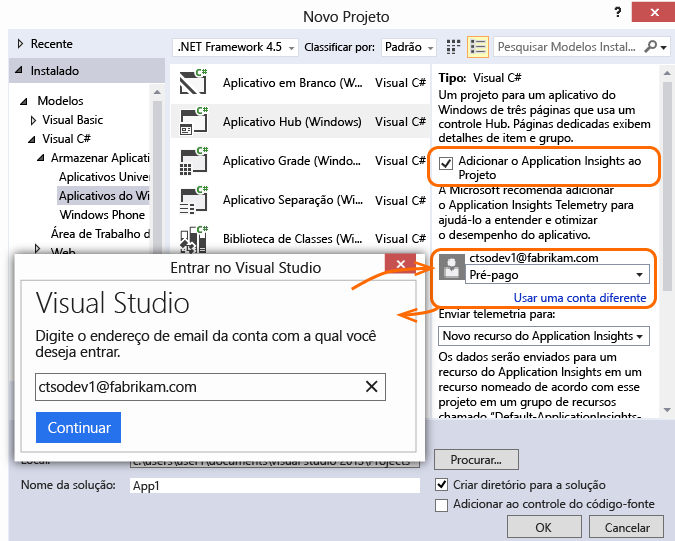 Novo Projeto
?
Recente
Instalado
.NET Framework 4.5
Classificar por:
Padrão
Pesquisar Modelos Instal...
Modelos
Visual Basic
Visual C#
Armazenar Aplicati
Aplicativos Univer
Aplicativos do Wi
Windows Phone
Área de Trabalho d
Web
C#
Aplicativo em Branco (W... Visual C#
C#
Aplicativo Hub (Windows) Visual C#
C#
Aplicativo Grade (Windo... Visual C#
C#
Aplicativo Separação (Wi... Visual C#
C#
Biblioteca de Classes (W... Visual C#
Tipo: Visual C#
Um projeto para um aplicativo do
Windows de três páginas que usa um
controle Hub. Páginas dedicadas exibem
detalhes de item e grupo.
Adicionar o Application Insights ao
Projeto
A Microsoft recomenda adicionar
o Application Insights Telemetry para
ajudá-lo a entender e otimizar
o desempenho do aplicativo.
ctsodev1@fabrikam.com
Pré-pago
Usar uma conta diferente
Enviar telemetria para:
Novo recurso do Application Insights
Os dados serão enviados para um
recurso do Application Insights em um
recurso nomeado de acordo com esse
projeto em um grupo de recursos
chamado "Default-ApplicationInsights-
Entrar no Visual Studio
Visual Studio
Digite o endereço de email da conta com a qual você
deseja entrar.
ctsodev1@fabrikam.com
Continuar
Local:
Procurar...
Nome da solução:
App1
Criar diretório para a solução
Adicionar ao controle do código-fonte
OK
Cancelar